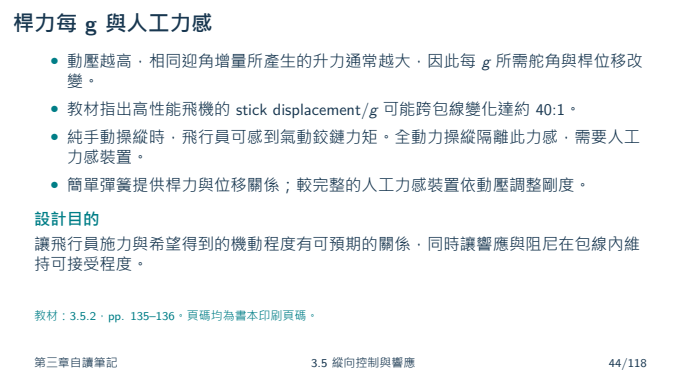 桿力每 g 與人工力感
• 動壓越高，相同迎角增量所產生的升力通常越大，因此每 g 所需舵角與桿位移改
變。
• 教材指出高性能飛機的 stick displacement/g 可能跨包線變化達約 40:1。
• 純手動操縱時，飛行員可感到氣動鉸鏈力矩。全動力操縱隔離此力感，需要人工
力感裝置。
• 簡單彈簧提供桿力與位移關係；較完整的人工力感裝置依動壓調整剛度。
設計目的
讓飛行員施力與希望得到的機動程度有可預期的關係，同時讓響應與阻尼在包線內維
持可接受程度。
教材：3.5.2，pp. 135–136。頁碼均為書本印刷頁碼。
第三章自讀筆記
3.5 縱向控制與響應
44/118